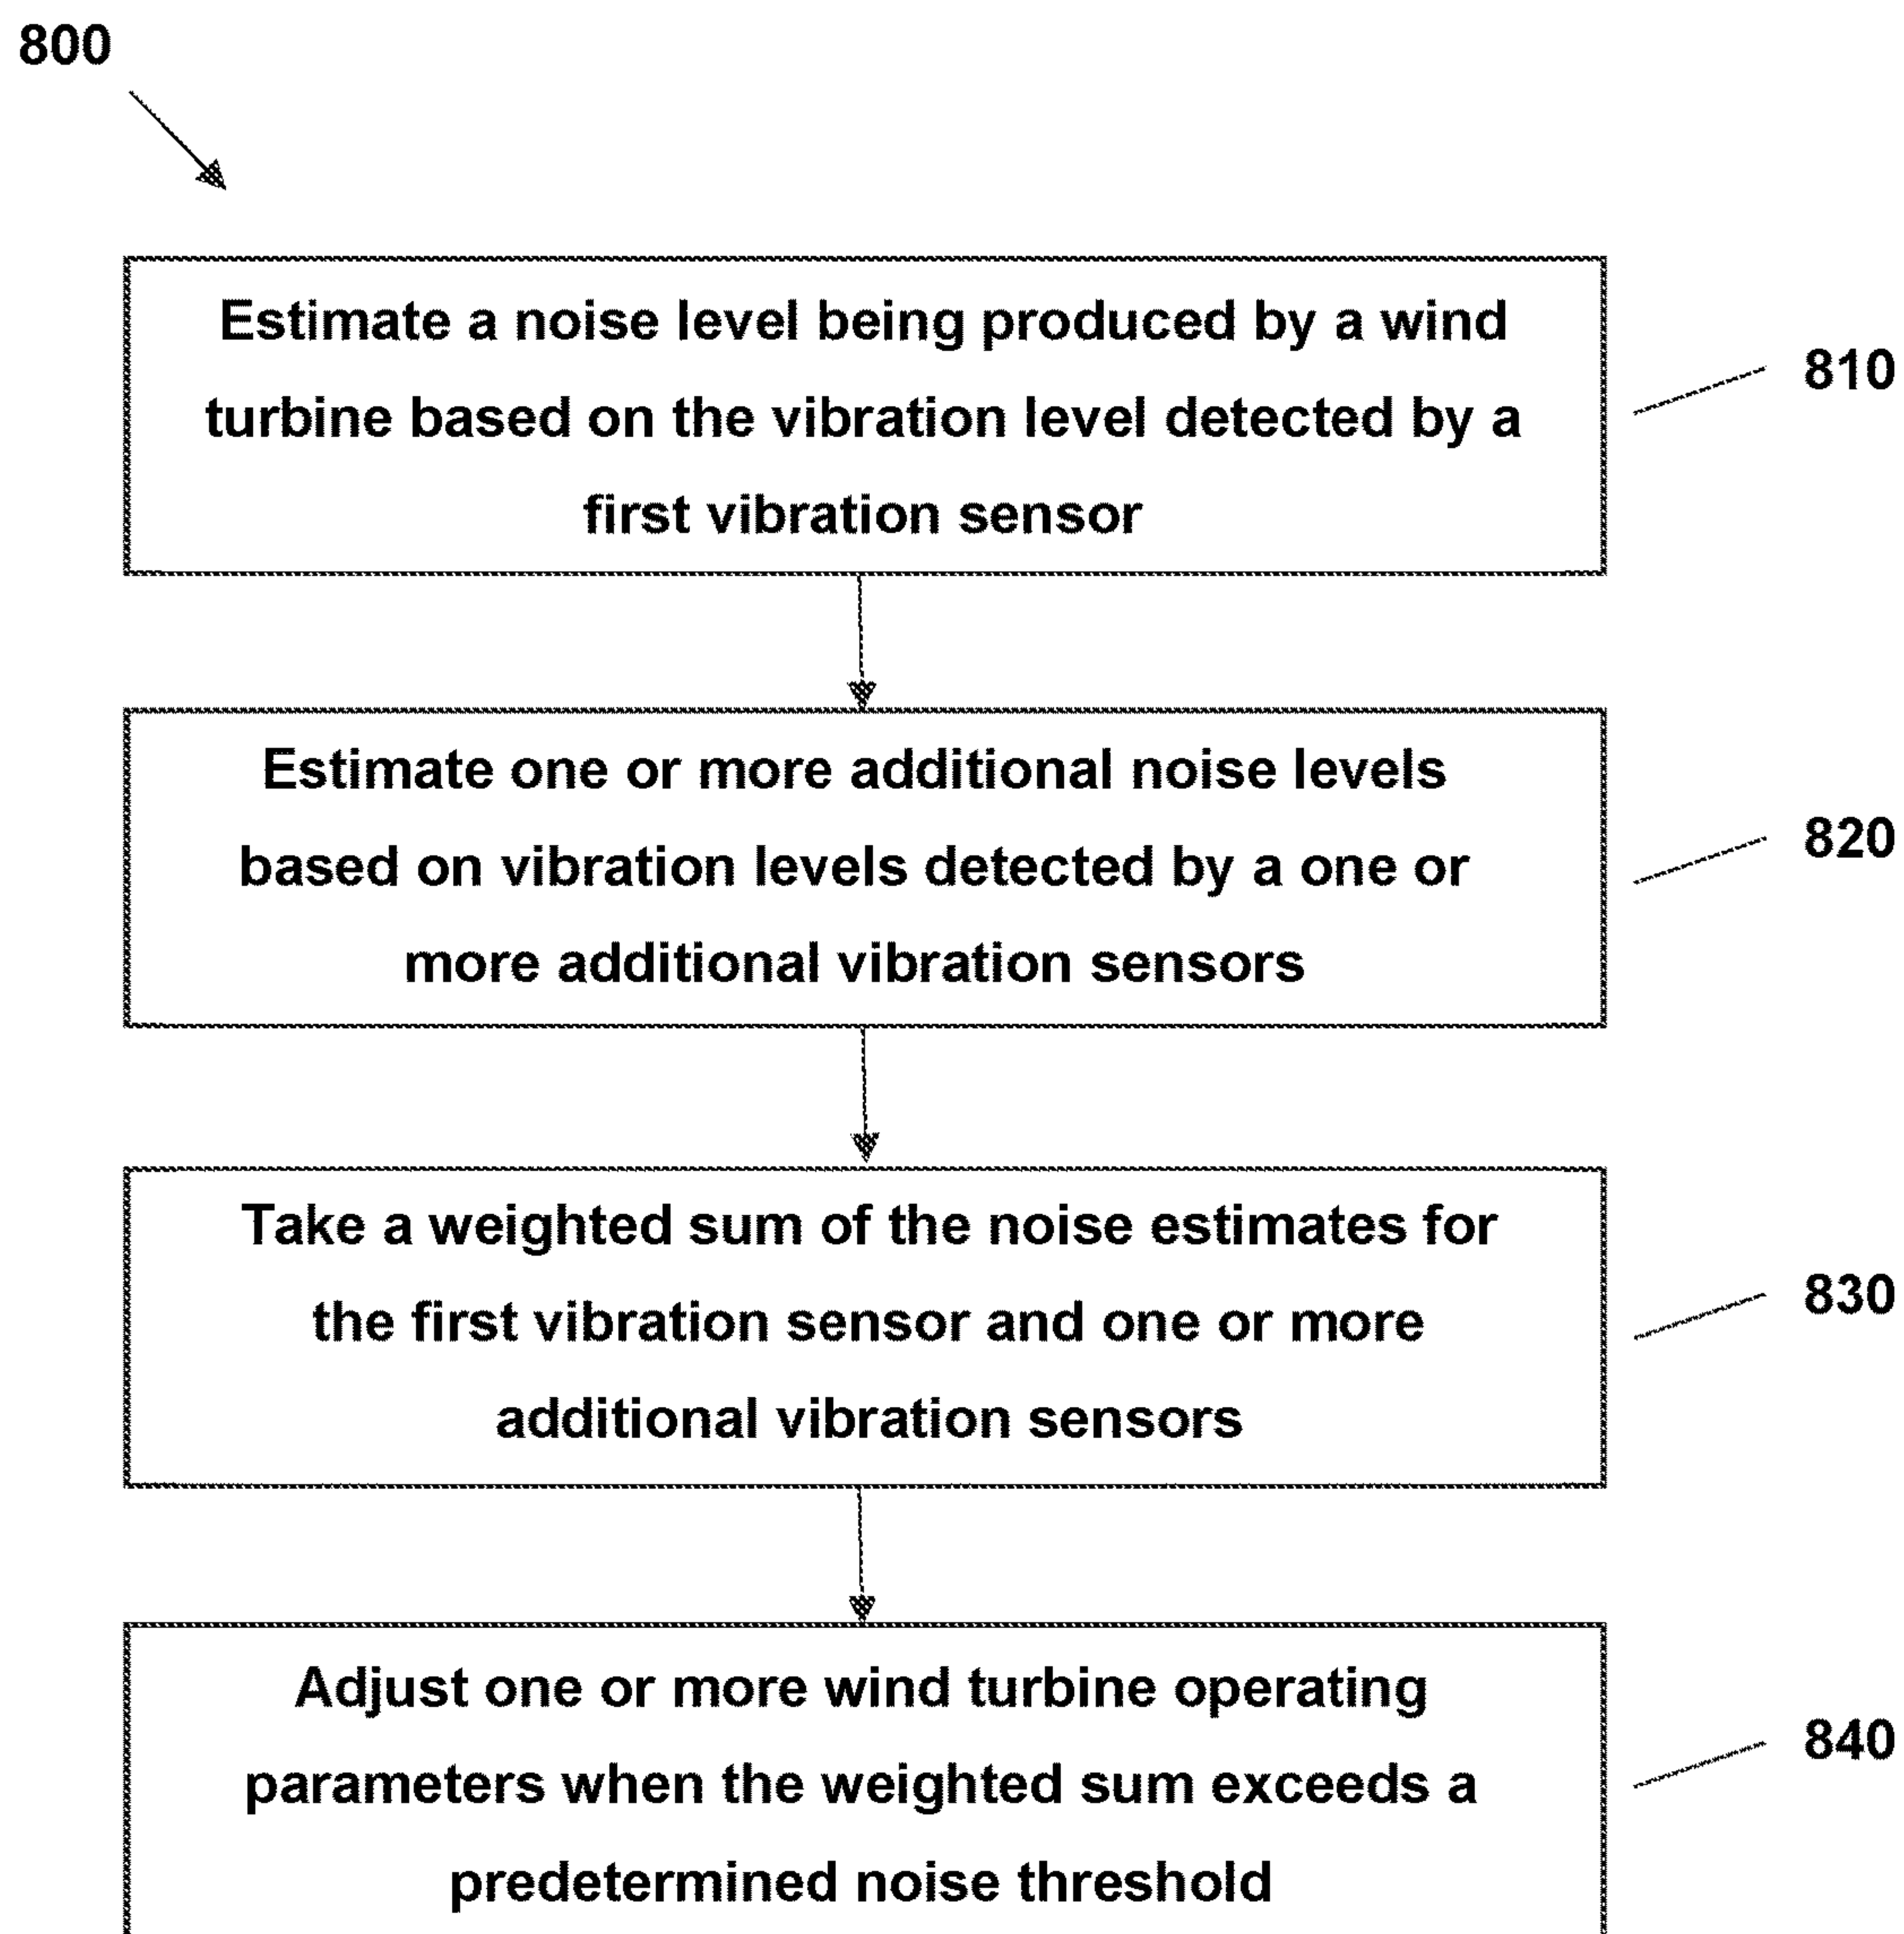 800
Estimate a noise level being produced by a wind
turbine based on the vibration level detected by a
first vibration sensor
810
Estimate one or more additional noise levels
based on vibration levels detected by a one or
more additional vibration sensors
820
Take a weighted sum of the noise estimates for
the first vibration sensor and one or more
additional vibration sensors
830
Adjust one or more wind turbine operating
parameters when the weighted sum exceeds a
predetermined noise threshold
840